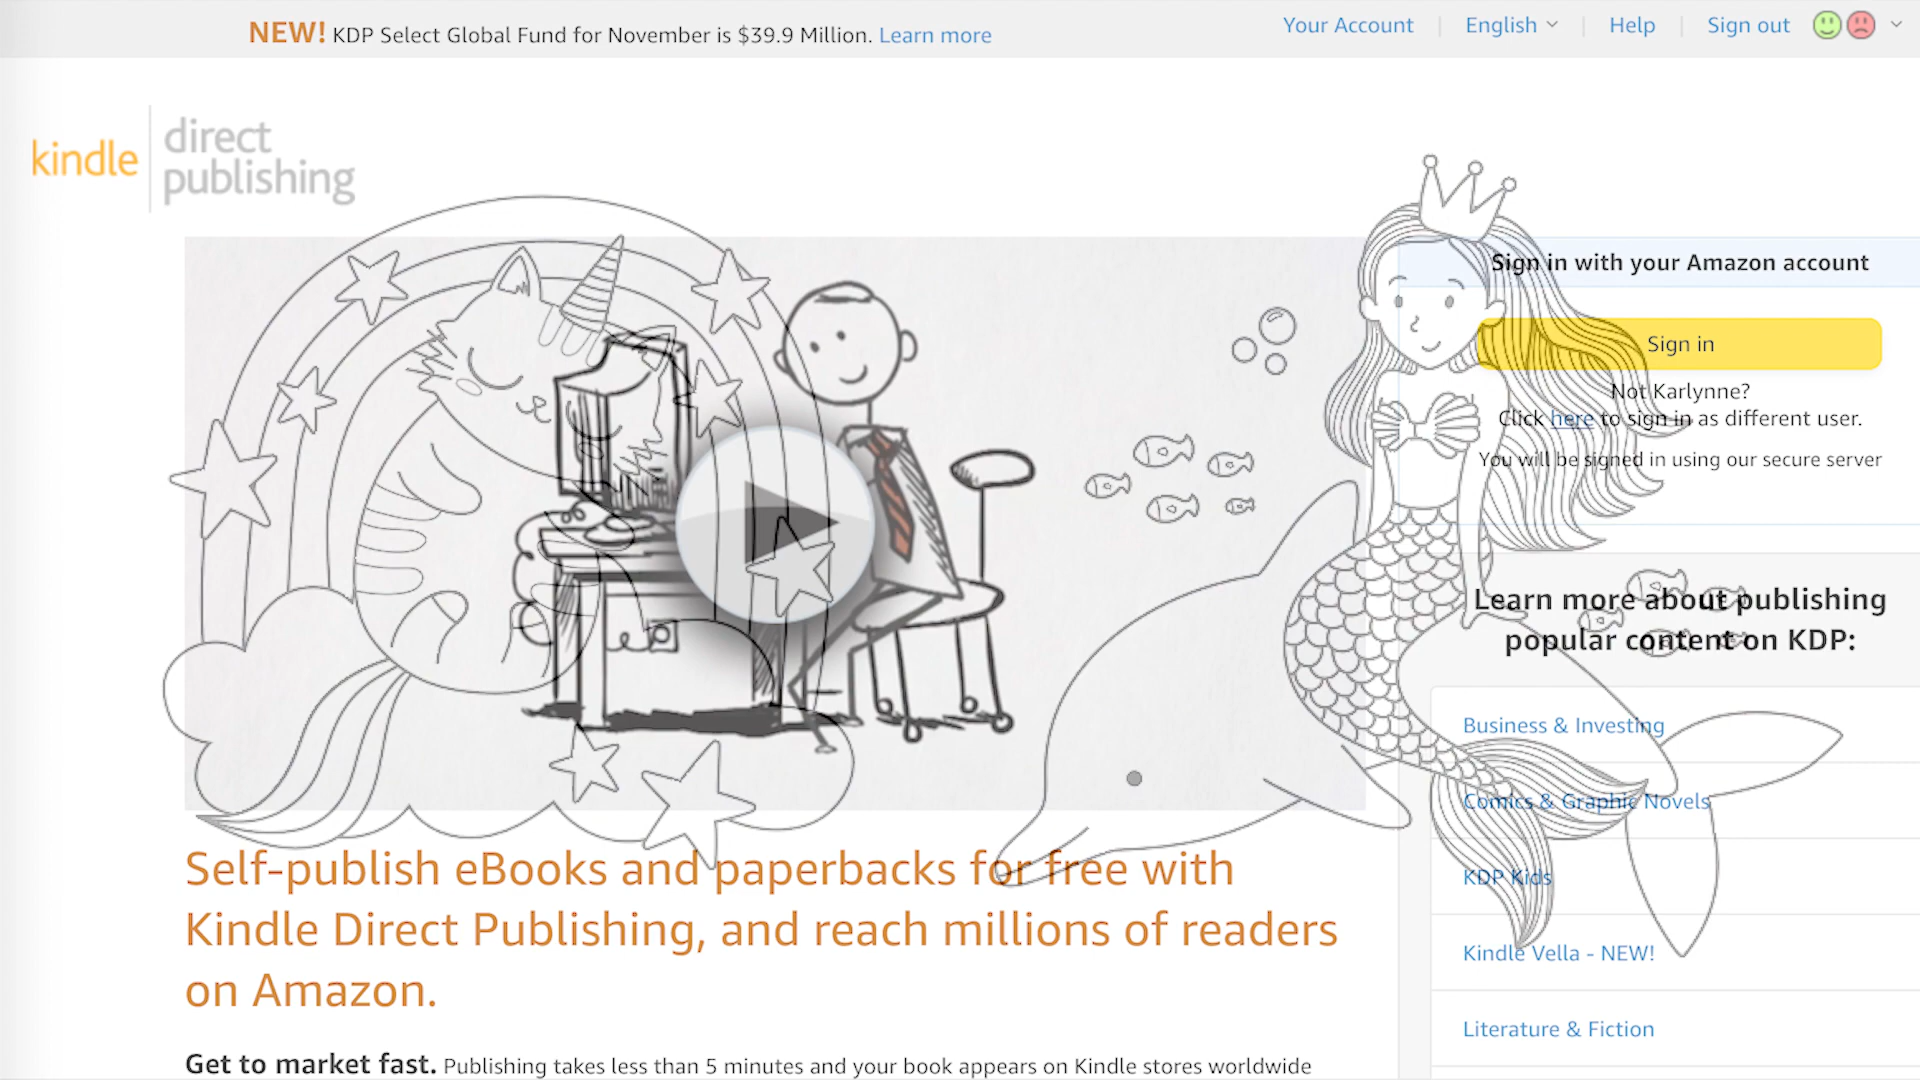 NEW! KDP Select Global Fund for November is $39.9 Million. Learn more
Your Account
English
Help
Sign out
kindle
direct
publishing
Sign in with your Amazon account
Sign in
Not Karlynne?
Click here to sign in as different user.
You will be signed in using our secure server
Learn more about publishing
popular content on KDP:
Business & Investing
Comics & Graphic Novels
KDP Kids
Kindle Vella - NEW!
Literature & Fiction
Self-publish eBooks and paperbacks for free with
Kindle Direct Publishing, and reach millions of readers
on Amazon.
Get to market fast. Publishing takes less than 5 minutes and your book appears on Kindle stores worldwide